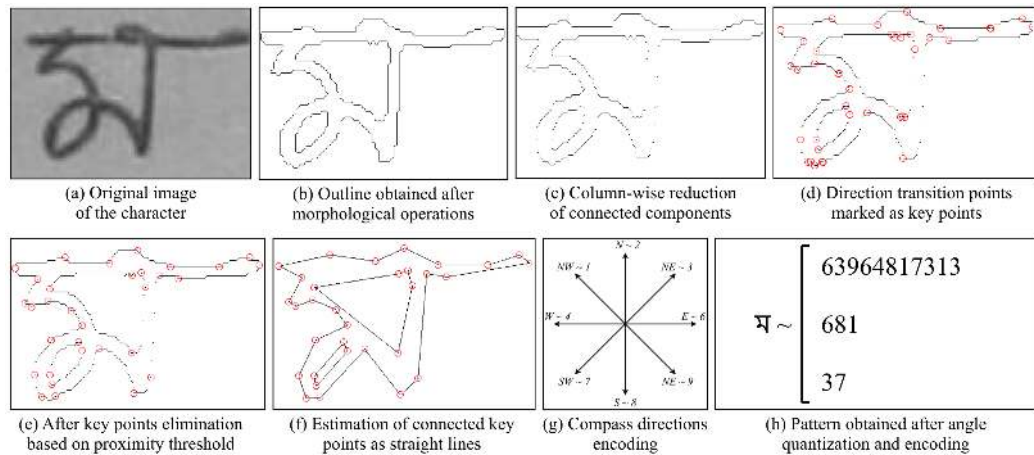 (a) Original image
of the character
(b) Outline obtained after
morphological operations
(c) Column-wise reduction
of connected components
(d) Direction transition points
marked as key points
(e) After key points elimination
based on proximity threshold
(f) Estimation of connected key
points as straight lines
N ~ 2
NW ~ 1
NE ~ 3
W ~ 4
E ~ 6
SW ~ 7
NE ~ 9
S ~ 8
(g) Compass directions
encoding
63964817313
ম ~
681
37
(h) Pattern obtained after angle
quantization and encoding